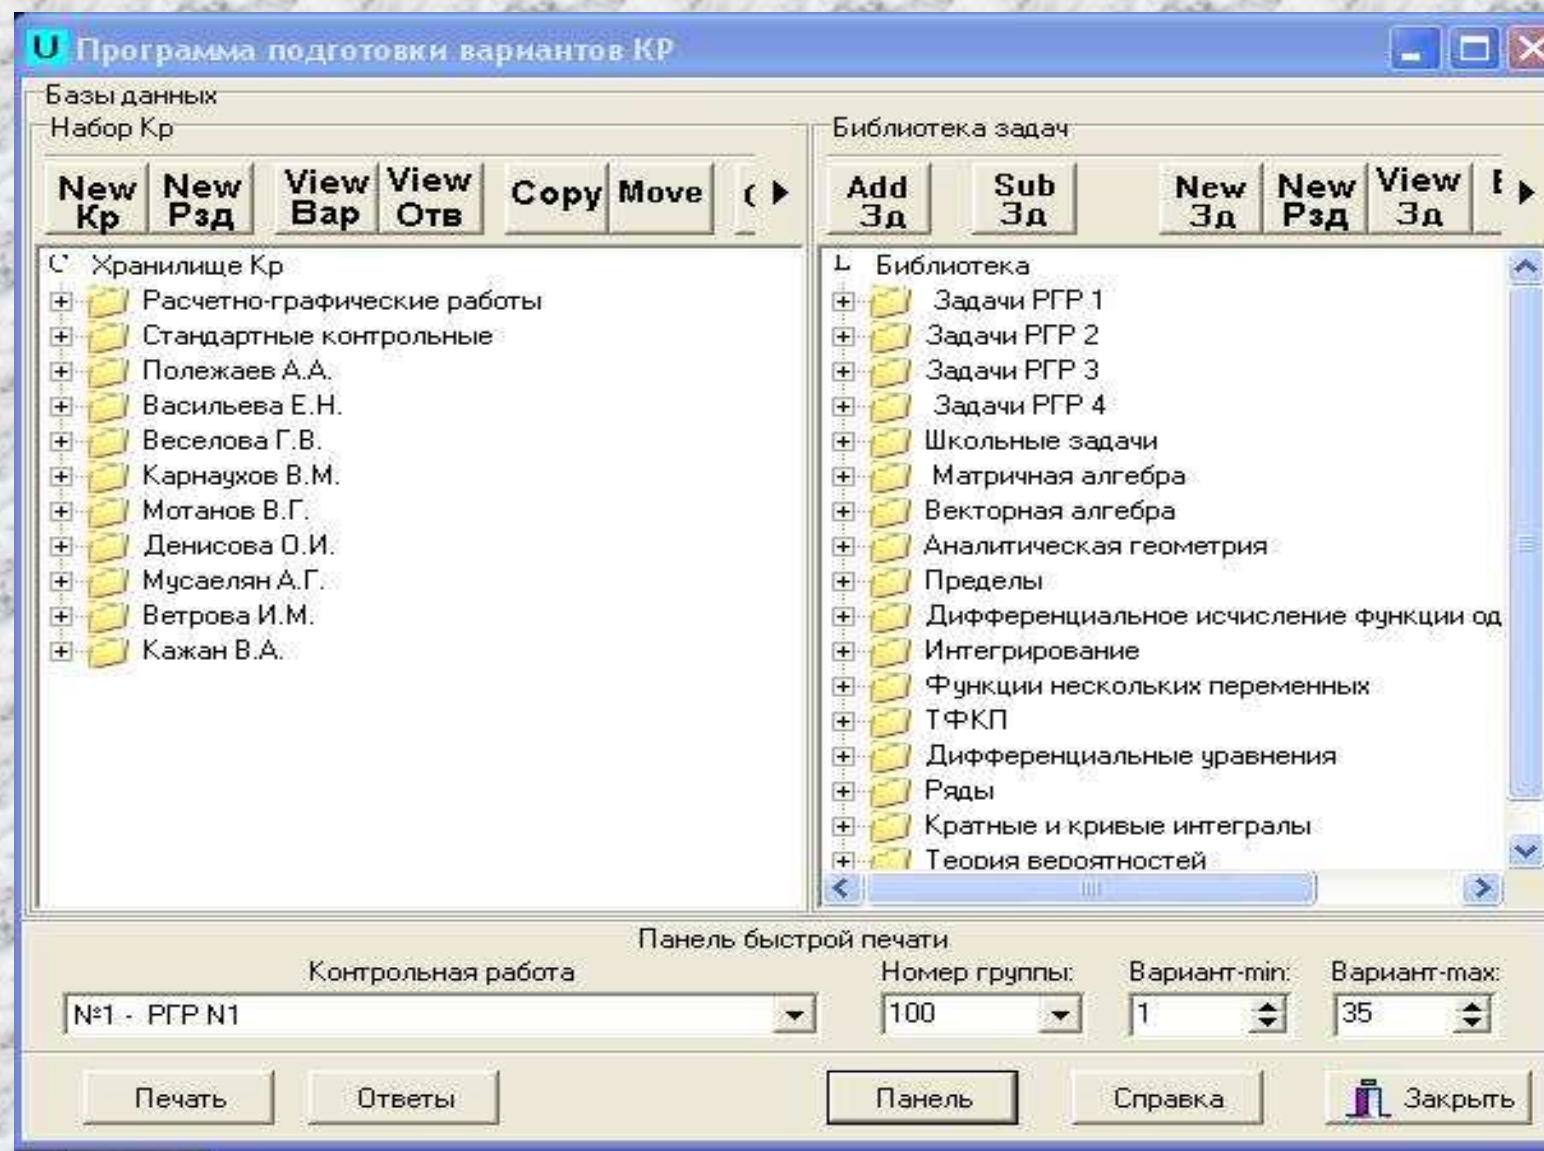 U Программа подготовки вариантов КР
Базы данных
Набор Кр
New Кр New Рзд View Вар View Отв Copy Move
Хранилище Кр
Расчетно-графические работы
Стандартные контрольные
Полежаев А.А.
Васильева Е.Н.
Веселова Г.В.
Карнаухов В.М.
Мотанов В.Г.
Денисова О.И.
Мусаелян А.Г.
Ветрова И.М.
Кажан В.А.
Библиотека задач
Add Зд Sub Зд New Зд New Рзд View Зд
Библиотека
Задачи РГР 1
Задачи РГР 2
Задачи РГР 3
Задачи РГР 4
Школьные задачи
Матричная алгебра
Векторная алгебра
Аналитическая геометрия
Пределы
Дифференциальное исчисление функции од
Интегрирование
Функции нескольких переменных
ТФКП
Дифференциальные уравнения
Ряды
Кратные и кривые интегралы
Теория вероятностей
Панель быстрой печати
Контрольная работа Номер группы: Вариант-min: Вариант-max:
№1 - РГР N1 100 1 35
Печать Ответы Панель Справка Закрыть